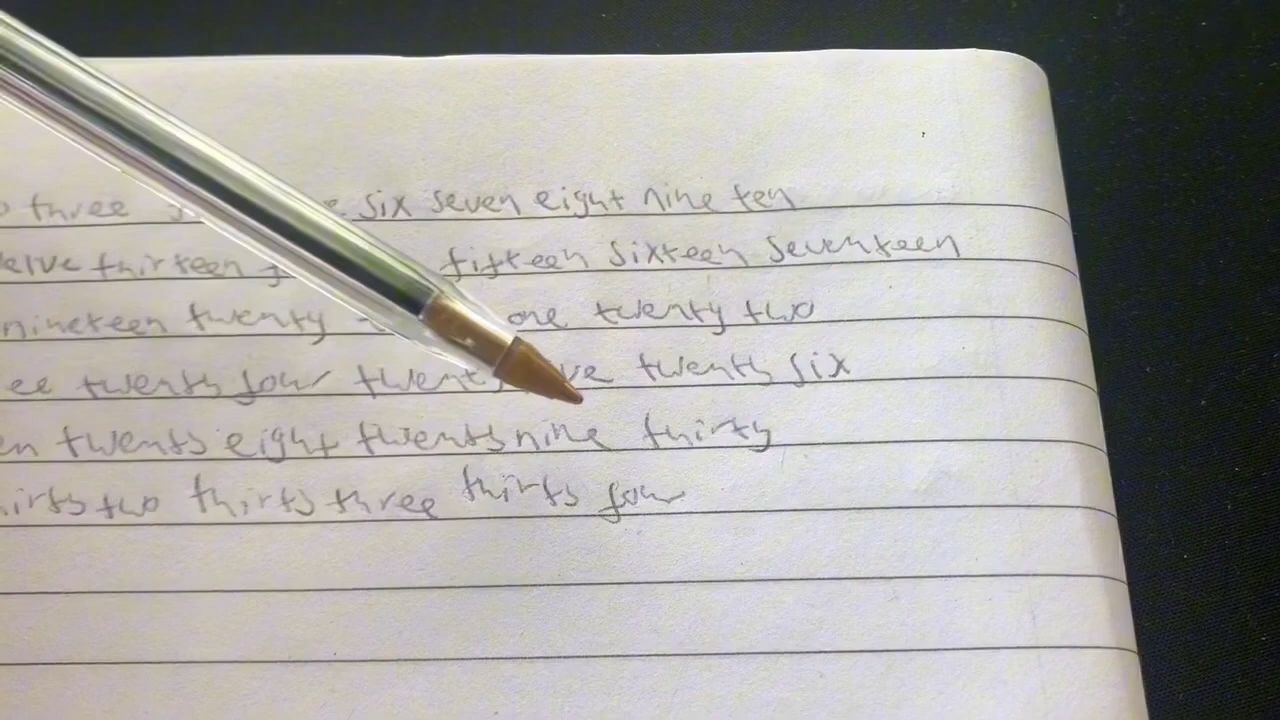 three six seven eight nine ten
thirteen fifteen sixteen seventeen
nineteen twenty one twenty two
twenty four twenty six
twenty eight twenty nine thirty
two thirty three thirty four